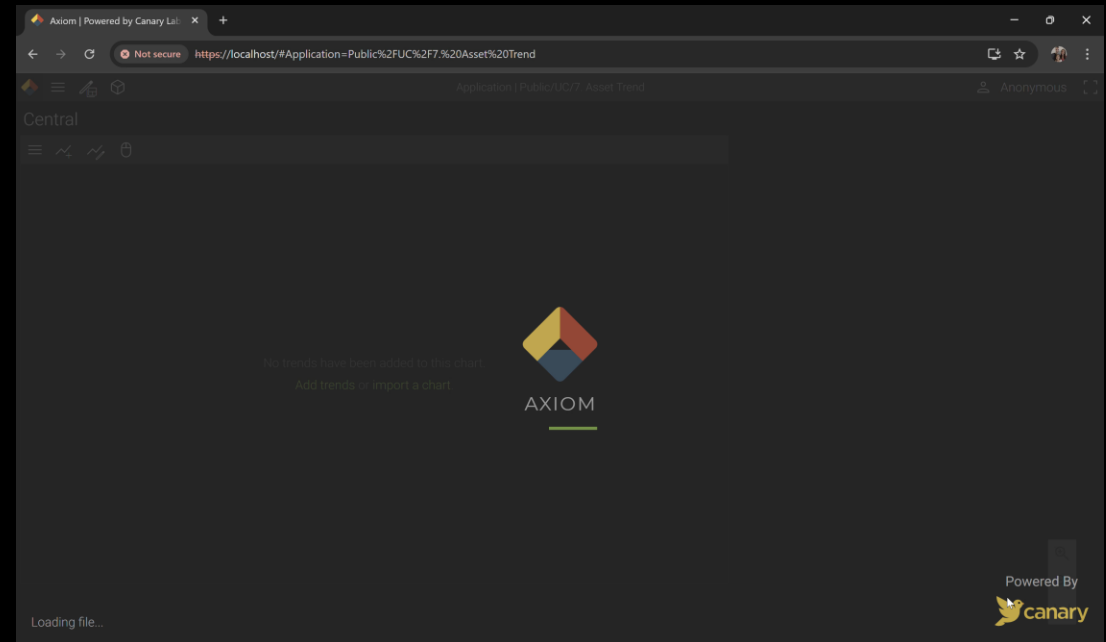 Axiom | Powered by Canary Lab
Not secure https://localhost/#Application=Public%2FUC%2F7.%20Asset%20Trend
Application | Public/UC/7. Asset Trend
Anonymous
Central
No trends have been added to this chart.
Add trends or import a chart.
AXIOM
Powered By
canary
Loading file...